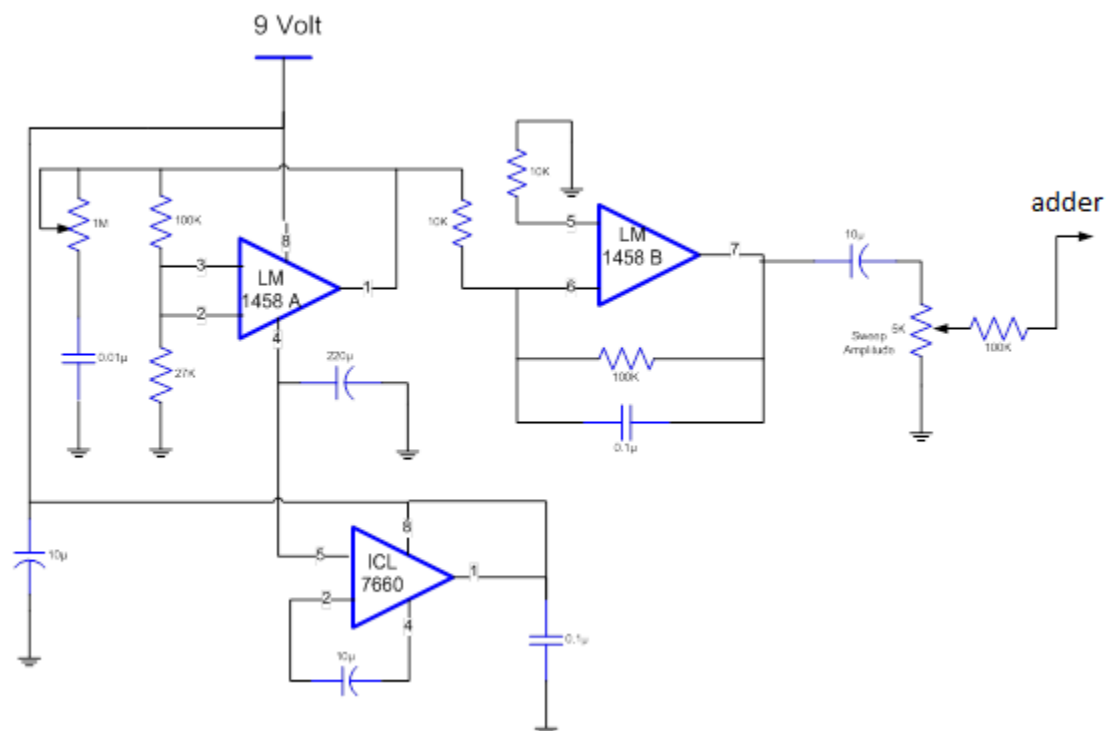 9 Volt
10K
adder
1M
100K
10K
5
LM
1458 B
7
10µ
8
3
LM
1458 A
1
6
2
4
5K
Sweep
Amplitude
100K
0.01µ
27K
220µ
100K
0.1µ
8
10µ
5
ICL
7660
1
2
4
0.1µ
10µ